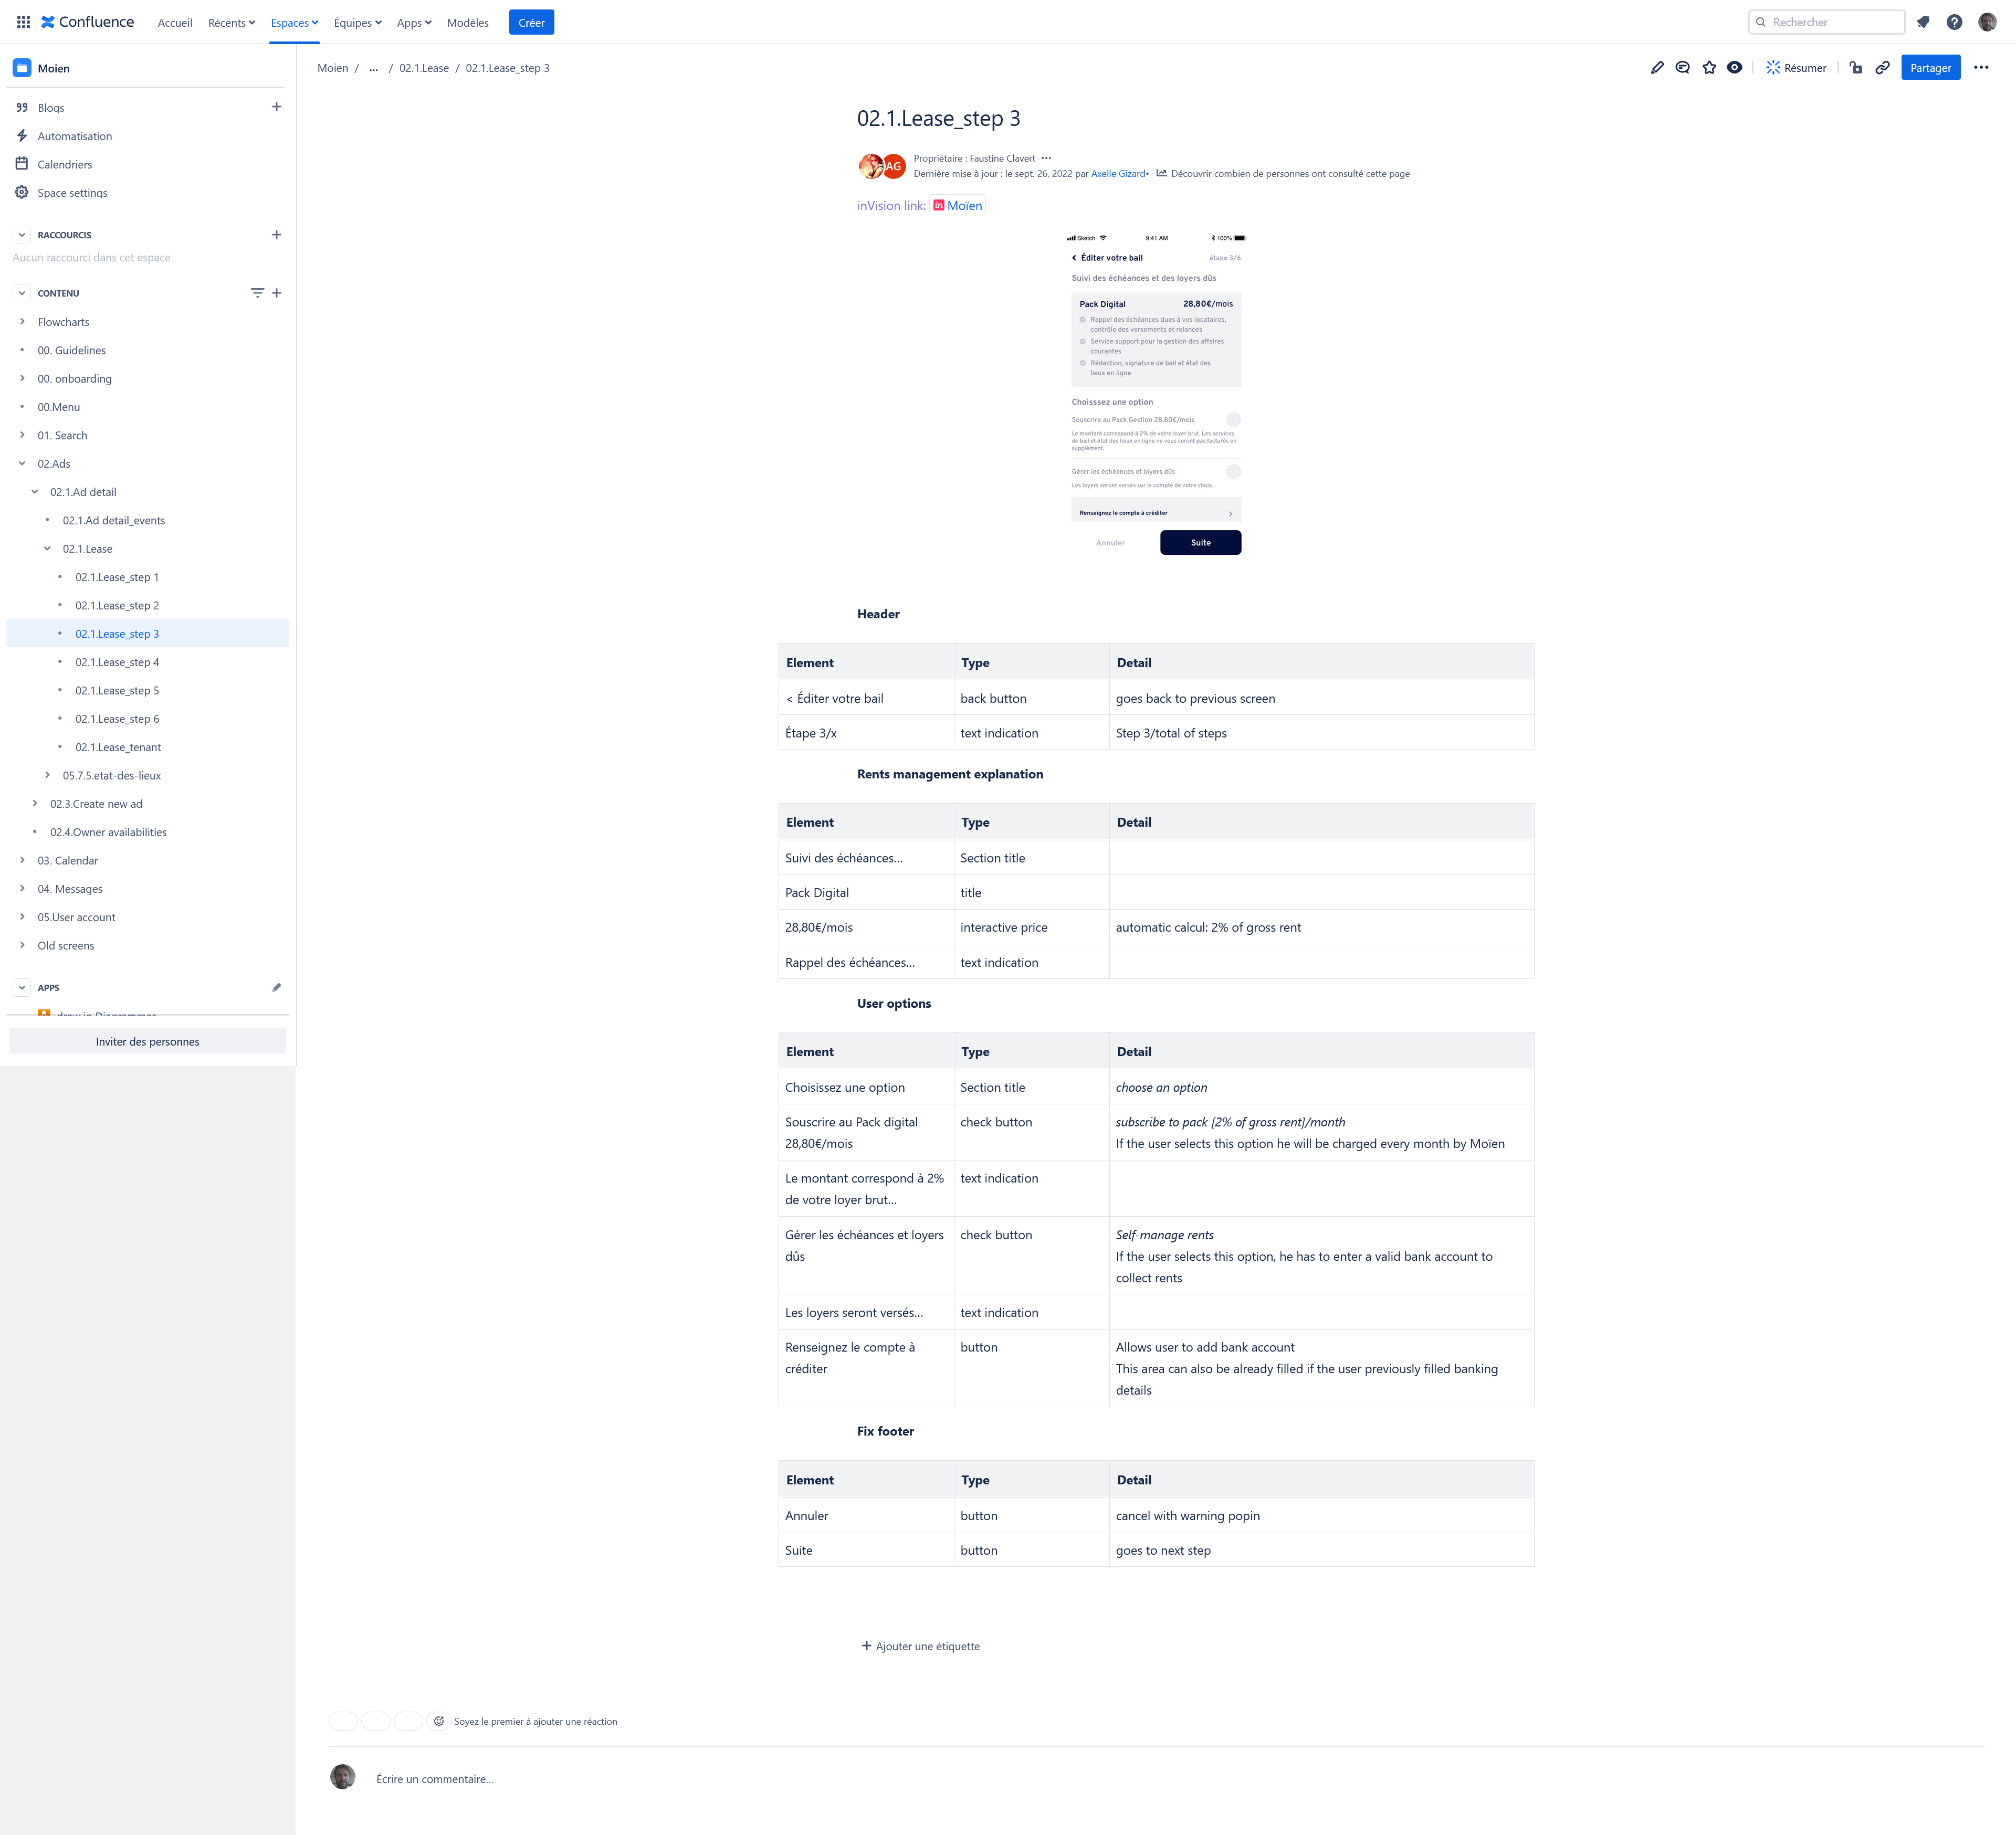 Confluence
Accueil
Récents
Espaces
Équipes
Apps
Modèles
Créer
Rechercher
Moien
Blogs
Automatisation
Calendriers
Space settings
RACCOURCIS
Aucun raccourci dans cet espace
CONTENU
Flowcharts
00. Guidelines
00. onboarding
00.Menu
01. Search
02.Ads
02.1.Ad detail
02.1.Ad detail_events
02.1.Lease
02.1.Lease_step 1
02.1.Lease_step 2
02.1.Lease_step 3
02.1.Lease_step 4
02.1.Lease_step 5
02.1.Lease_step 6
02.1.Lease_tenant
05.7.5.etat-des-lieux
02.3.Create new ad
02.4.Owner availabilities
03. Calendar
04. Messages
05.User account
Old screens
APPS
Inviter des personnes
Moien / ... / 02.1.Lease / 02.1.Lease_step 3
Résumer
Partager
02.1.Lease_step 3
AG
Propriétaire : Faustine Clavert
Dernière mise à jour : le sept. 26, 2022 par Axelle Gizard• Découvrir combien de personnes ont consulté cette page
inVision link: in Moïen
Sketch 9:41 AM 100%
Éditer votre bail étape 3/6
Suivi des échéances et des loyers dûs
Pack Digital 28,80€/mois
Rappel des échéances dues à vos locataires,
contrôle des versements et relances
Service support pour la gestion des affaires
courantes
Rédaction, signature de bail et état des
lieux en ligne
Choisssez une option
Souscrire au Pack Gestion 28,80€/mois
Le montant correspond à 2% de votre loyer brut. Les services
de bail et état des lieux en ligne ne vous seront pas facturés en
supplément.
Gérer les échéances et loyers dûs
Les loyers seront versés sur le compte de votre choix.
Renseignez le compte à créditer
Annuler Suite
Header
Element Type Detail
< Éditer votre bail back button goes back to previous screen
Étape 3/x text indication Step 3/total of steps
Rents management explanation
Element Type Detail
Suivi des échéances… Section title
Pack Digital title
28,80€/mois interactive price automatic calcul: 2% of gross rent
Rappel des échéances… text indication
User options
Element Type Detail
Choisissez une option Section title choose an option
Souscrire au Pack digital check button subscribe to pack [2% of gross rent]/month
28,80€/mois If the user selects this option he will be charged every month by Moïen
Le montant correspond à 2% text indication
de votre loyer brut…
Gérer les échéances et loyers check button Self-manage rents
dûs If the user selects this option, he has to enter a valid bank account to
collect rents
Les loyers seront versés… text indication
Renseignez le compte à button Allows user to add bank account
créditer This area can also be already filled if the user previously filled banking
details
Fix footer
Element Type Detail
Annuler button cancel with warning popin
Suite button goes to next step
Ajouter une étiquette
Soyez le premier à ajouter une réaction
Écrire un commentaire…